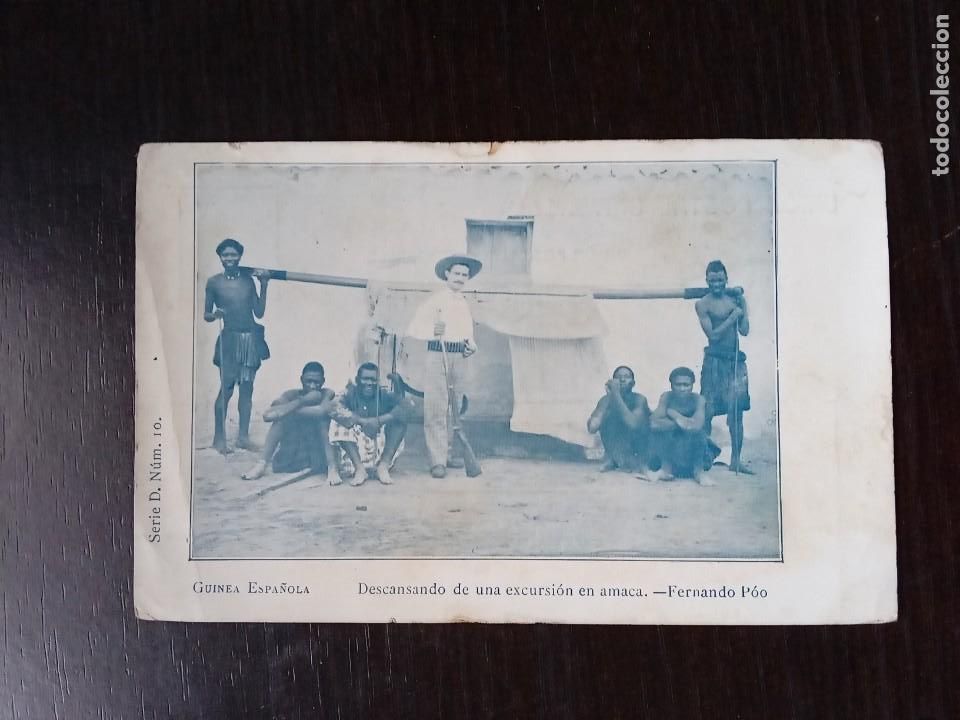 Serie D. Núm. 10.
GUINEA ESPAÑOLA Descansando de una excursión en amaca. —Fernando Póo
todocoleccion